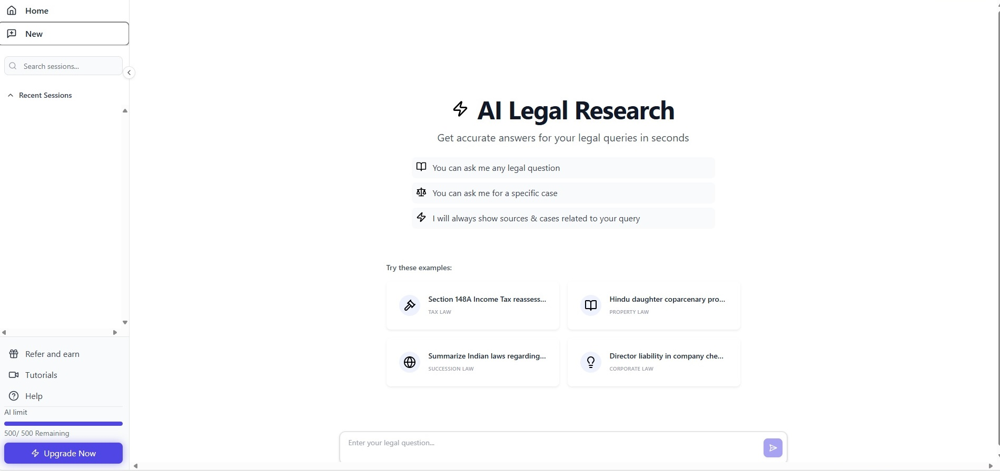 Home
New
Search sessions...
Recent Sessions
AI Legal Research
Get accurate answers for your legal queries in seconds
You can ask me any legal question
You can ask me for a specific case
I will always show sources & cases related to your query
Try these examples:
Section 148A Income Tax reassess...
TAX LAW
Hindu daughter coparcenary pro...
PROPERTY LAW
Summarize Indian laws regarding...
SUCCESSION LAW
Director liability in company che...
CORPORATE LAW
Refer and earn
Tutorials
Help
AI limit
500/ 500 Remaining
Upgrade Now
Enter your legal question...